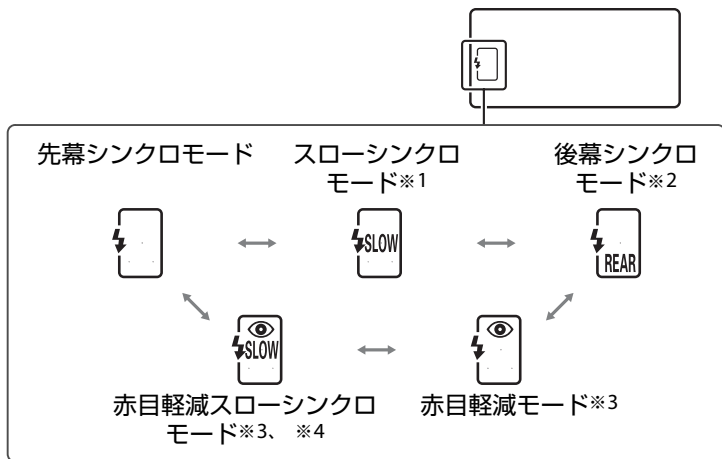 先幕シンクロモード
スローシンクロ
モード※1
後幕シンクロ
モード※2
SLOW
REAR
SLOW
赤目軽減スローシンクロ
モード※3、 ※4
赤目軽減モード※3